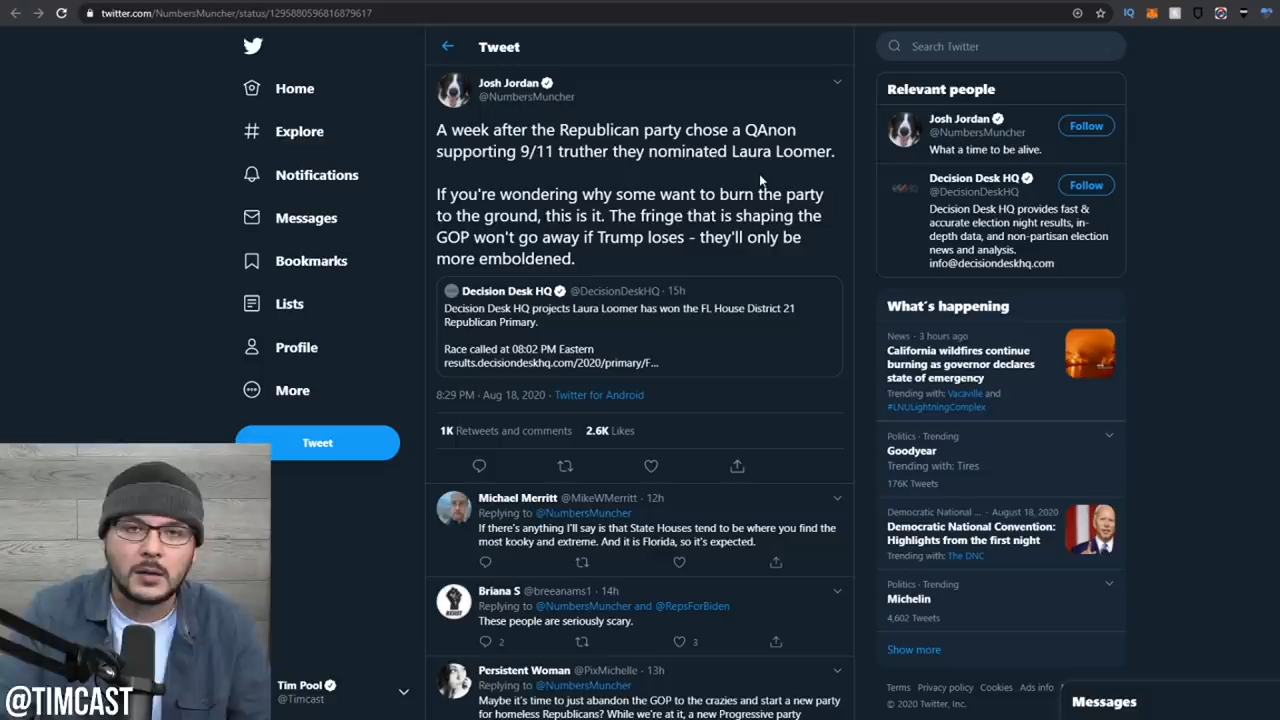 twitter.com/NumbersMuncher/status/1295880596816879617
Home
Explore
Notifications
Messages
Bookmarks
Lists
Profile
More
Tweet
Tim Pool
@Timcast
@TIMCAST
Tweet
Josh Jordan
@NumbersMuncher
A week after the Republican party chose a QAnon
supporting 9/11 truther they nominated Laura Loomer.
If you're wondering why some want to burn the party
to the ground, this is it. The fringe that is shaping the
GOP won't go away if Trump loses - they'll only be
more emboldened.
Decision Desk HQ @DecisionDeskHQ · 15h
Decision Desk HQ projects Laura Loomer has won the FL House District 21
Republican Primary.
Race called at 08:02 PM Eastern
results.decisiondeskhq.com/2020/primary/F...
8:29 PM · Aug 18, 2020 · Twitter for Android
1K Retweets and comments 2.6K Likes
Michael Merritt @MikeWMerritt · 12h
Replying to @NumbersMuncher
If there's anything I'll say is that State Houses tend to be where you find the
most kooky and extreme. And it is Florida, so it's expected.
Briana S @breeanams1 · 14h
Replying to @NumbersMuncher and @RepsForBiden
These people are seriously scary.
2 3
Persistent Woman @PixMichelle · 13h
Replying to @NumbersMuncher
Maybe it's time to just abandon the GOP to the crazies and start a new party
for homeless Republicans? While we're at it, a new Progressive party
Search Twitter
Relevant people
Josh Jordan
@NumbersMuncher
Follow
What a time to be alive.
Decision Desk HQ
@DecisionDeskHQ
Follow
Decision Desk HQ provides fast &
accurate election night results, in-
depth data, and non-partisan election
news and analysis.
info@decisiondeskhq.com
What's happening
News · 3 hours ago
California wildfires continue
burning as governor declares
state of emergency
Trending with: Vacaville and
#LNULightningComplex
Politics · Trending
Goodyear
Trending with: Tires
176K Tweets
Democratic National ... · August 18, 2020
Democratic National Convention:
Highlights from the first night
Trending with: The DNC
Politics · Trending
Michelin
4,602 Tweets
Show more
Terms Privacy policy Cookies Ads info
© 2020 Twitter, Inc.
Messages